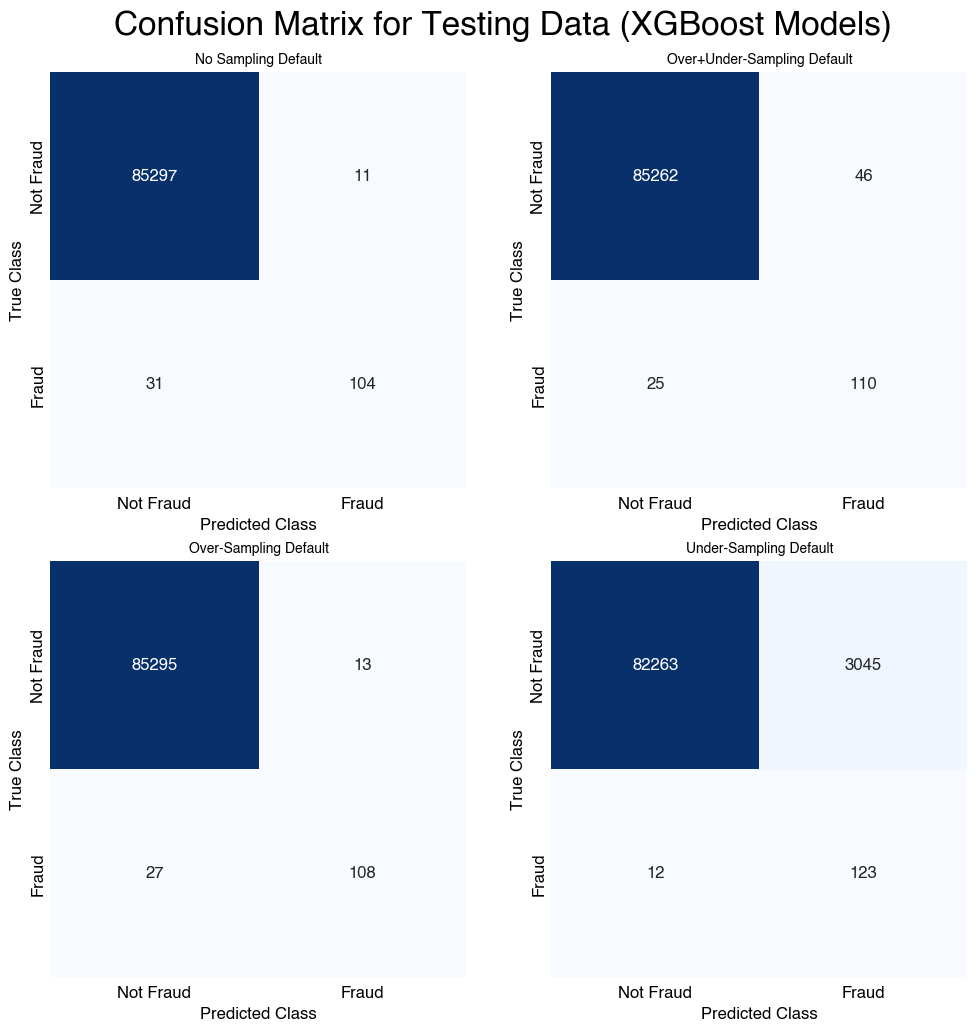 Confusion Matrix for Testing Data (XGBoost Models)
No Sampling Default
True Class
Not Fraud
85297 11
Fraud
31 104
Not Fraud Fraud
Predicted Class
Over+Under-Sampling Default
True Class
Not Fraud
85262 46
Fraud
25 110
Not Fraud Fraud
Predicted Class
Over-Sampling Default
True Class
Not Fraud
85295 13
Fraud
27 108
Not Fraud Fraud
Predicted Class
Under-Sampling Default
True Class
Not Fraud
82263 3045
Fraud
12 123
Not Fraud Fraud
Predicted Class